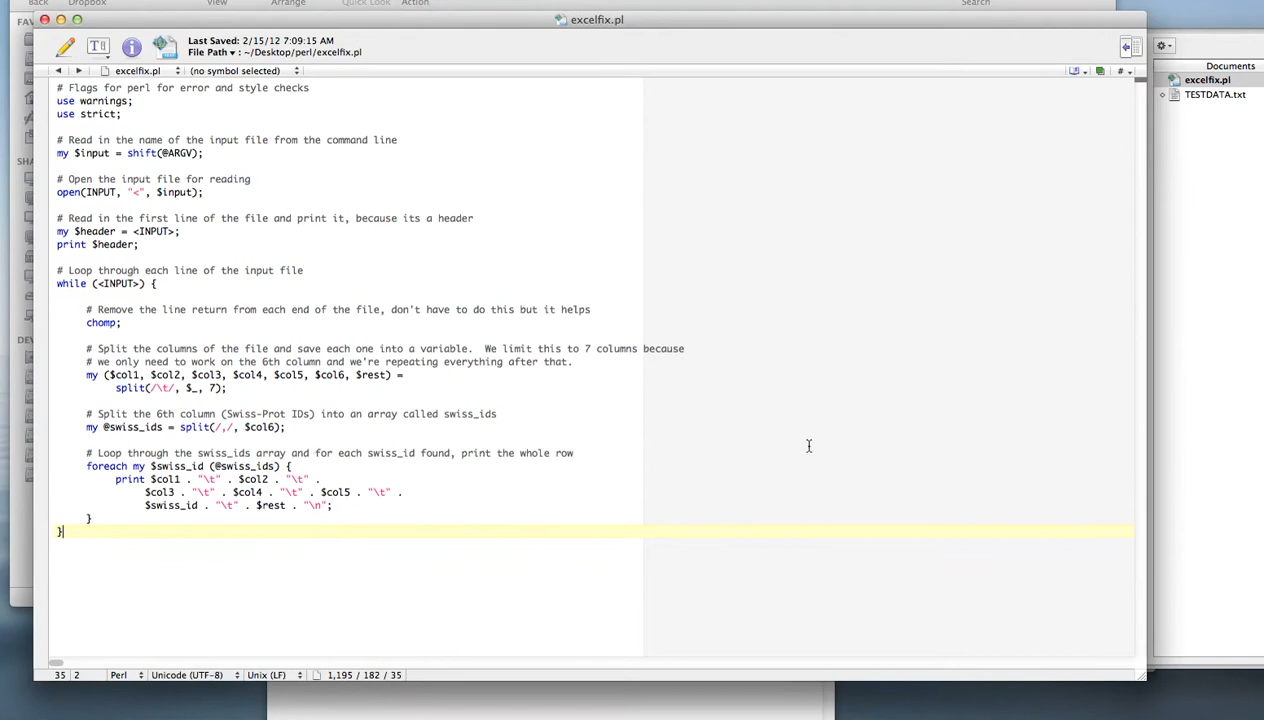 Back Dropbox View Arrange Quick Look Action Search
excelfix.pl
Last Saved: 2/15/12 7:09:15 AM
File Path ▾ : ~/Desktop/perl/excelfix.pl
excelfix.pl (no symbol selected) #
# Flags for perl for error and style checks
use warnings;
use strict;
# Read in the name of the input file from the command line
my $input = shift(@ARGV);
# Open the input file for reading
open(INPUT, "<", $input);
# Read in the first line of the file and print it, because its a header
my $header = <INPUT>;
print $header;
# Loop through each line of the input file
while (<INPUT>) {
# Remove the line return from each end of the file, don't have to do this but it helps
chomp;
# Split the columns of the file and save each one into a variable.  We limit this to 7 columns because
# we only need to work on the 6th column and we're repeating everything after that.
my ($col1, $col2, $col3, $col4, $col5, $col6, $rest) =
split(/\t/, $_, 7);
# Split the 6th column (Swiss-Prot IDs) into an array called swiss_ids
my @swiss_ids = split(/,/, $col6);
# Loop through the swiss_ids array and for each swiss_id found, print the whole row
foreach my $swiss_id (@swiss_ids) {
print $col1 . "\t" . $col2 . "\t" .
$col3 . "\t" . $col4 . "\t" . $col5 . "\t" .
$swiss_id . "\t" . $rest . "\n";
}
}
35 2 Perl Unicode (UTF-8) Unix (LF) 1,195 / 182 / 35
Documents
excelfix.pl
TESTDATA.txt
FAV
SHA
DEV